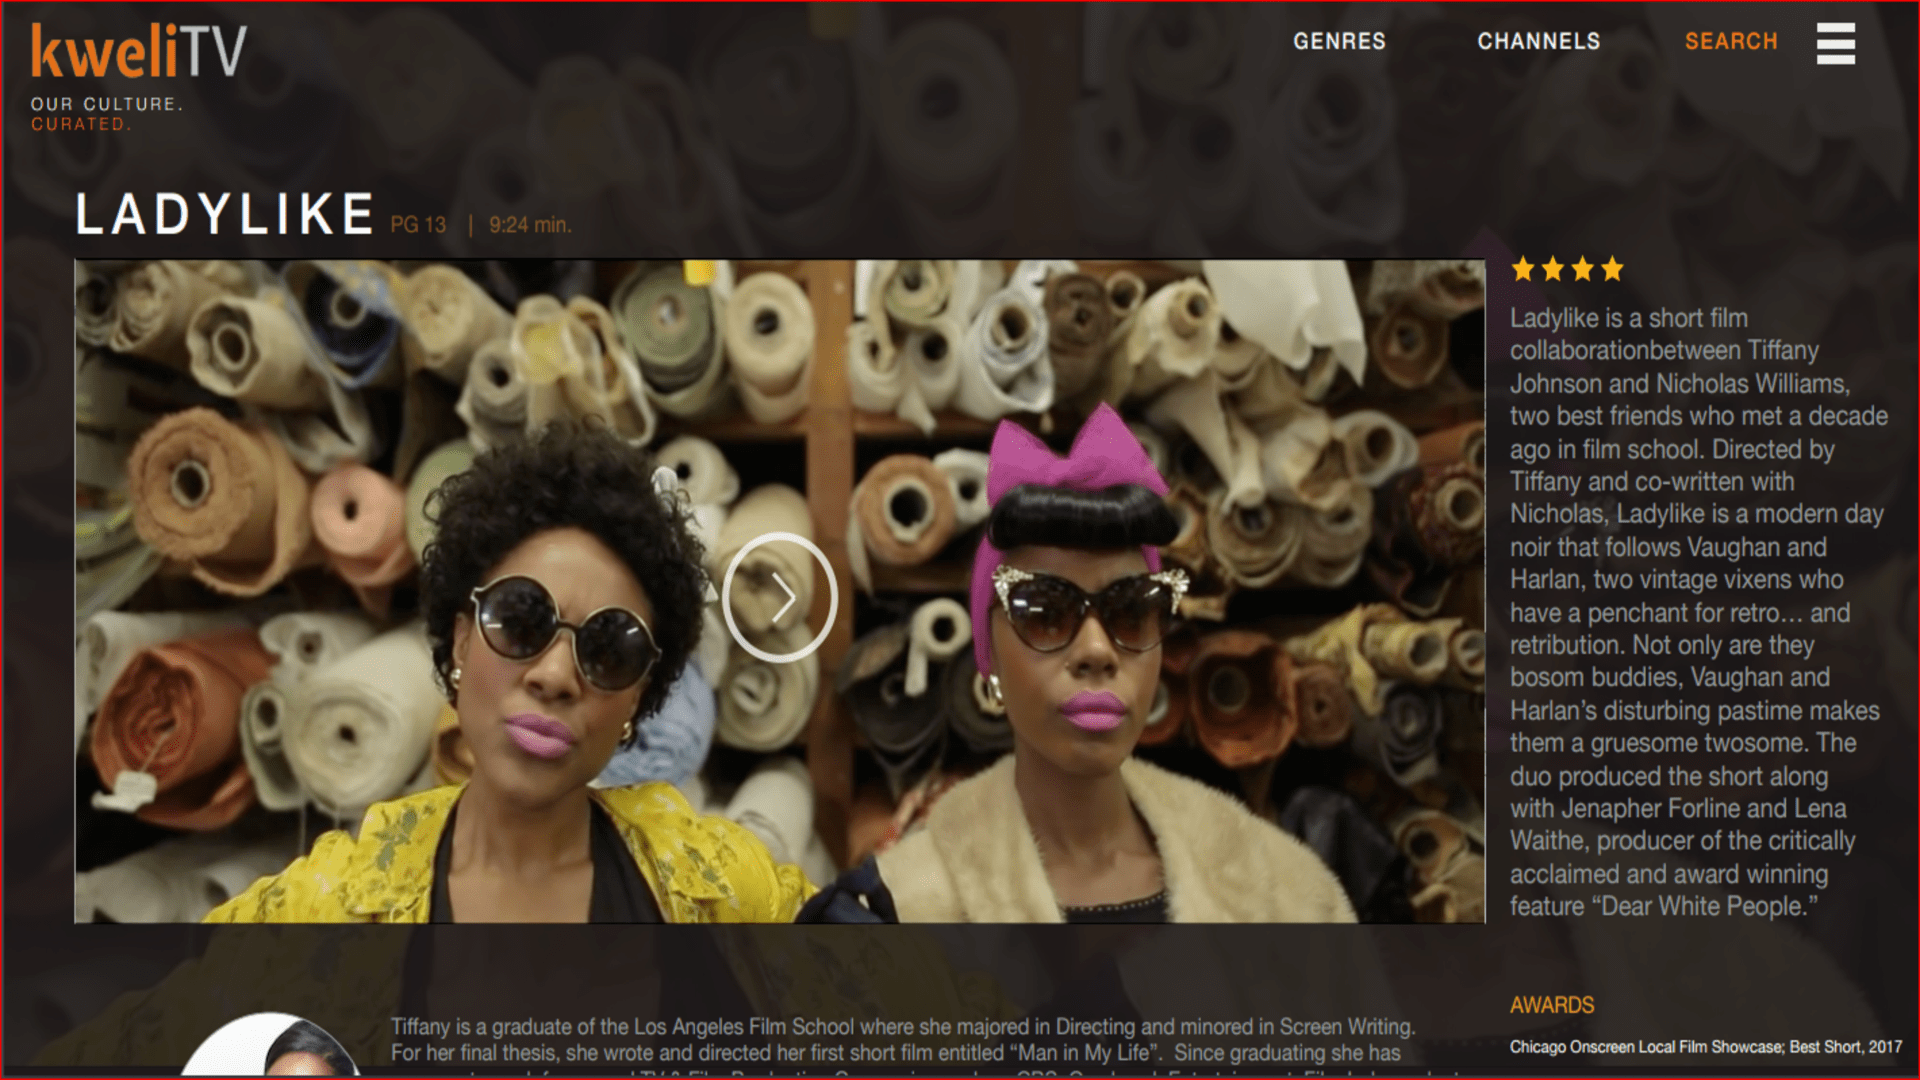 kweliTV
OUR CULTURE.
CURATED.
GENRES
CHANNELS
SEARCH
LADYLIKE PG 13 | 9:24 min.
Ladylike is a short film
collaborationbetween Tiffany
Johnson and Nicholas Williams,
two best friends who met a decade
ago in film school. Directed by
Tiffany and co-written with
Nicholas, Ladylike is a modern day
noir that follows Vaughan and
Harlan, two vintage vixens who
have a penchant for retro… and
retribution. Not only are they
bosom buddies, Vaughan and
Harlan’s disturbing pastime makes
them a gruesome twosome. The
duo produced the short along
with Jenapher Forline and Lena
Waithe, producer of the critically
acclaimed and award winning
feature “Dear White People.”
AWARDS
Chicago Onscreen Local Film Showcase; Best Short, 2017
Tiffany is a graduate of the Los Angeles Film School where she majored in Directing and minored in Screen Writing.
For her final thesis, she wrote and directed her first short film entitled “Man in My Life”. Since graduating she has